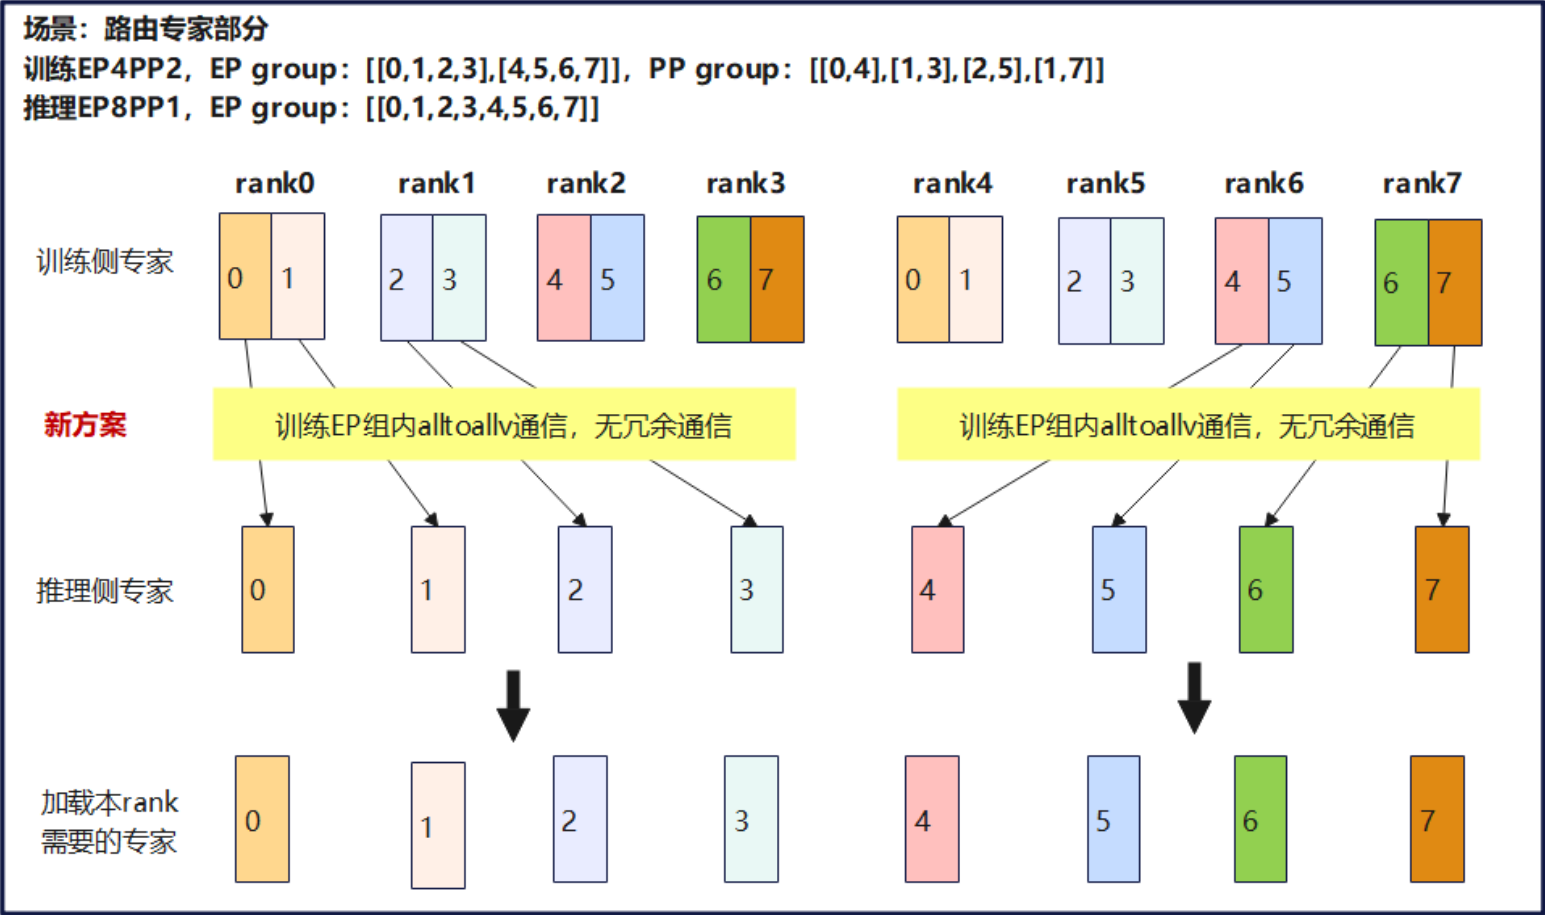 场景：路由专家部分
训练EP4PP2，EP group：[[0,1,2,3],[4,5,6,7]]，PP group：[[0,4],[1,3],[2,5],[1,7]]
推理EP8PP1，EP group：[[0,1,2,3,4,5,6,7]]
rank0 rank1 rank2 rank3 rank4 rank5 rank6 rank7
训练侧专家 0 1 2 3 4 5 6 7 0 1 2 3 4 5 6 7
新方案 训练EP组内alltoallv通信，无冗余通信 训练EP组内alltoallv通信，无冗余通信
推理侧专家 0 1 2 3 4 5 6 7
加载本rank
需要的专家 0 1 2 3 4 5 6 7